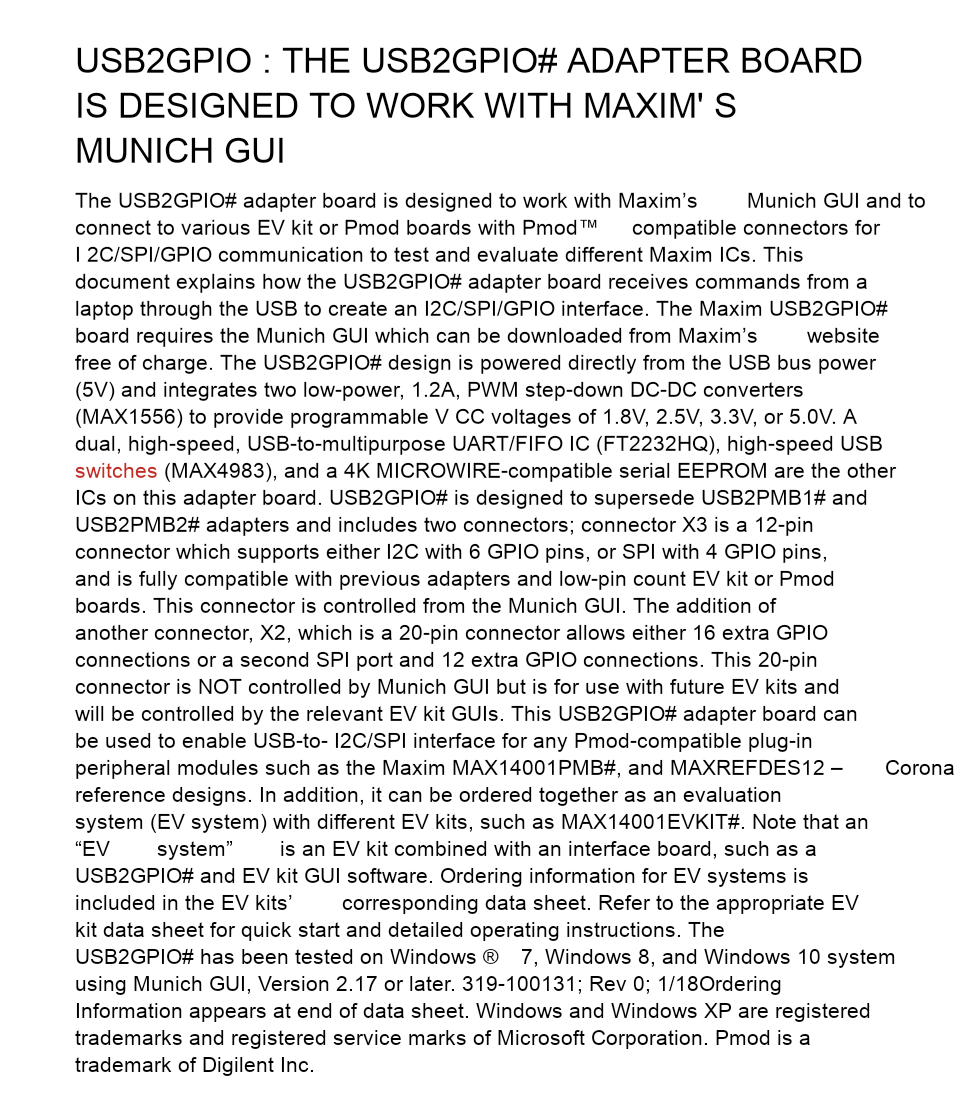 USB2GPIO : THE USB2GPIO# ADAPTER BOARD
IS DESIGNED TO WORK WITH MAXIM' S
MUNICH GUI
The USB2GPIO# adapter board is designed to work with Maxim’s Munich GUI and to
connect to various EV kit or Pmod boards with Pmod™ compatible connectors for
I 2C/SPI/GPIO communication to test and evaluate different Maxim ICs. This
document explains how the USB2GPIO# adapter board receives commands from a
laptop through the USB to create an I2C/SPI/GPIO interface. The Maxim USB2GPIO#
board requires the Munich GUI which can be downloaded from Maxim’s website
free of charge. The USB2GPIO# design is powered directly from the USB bus power
(5V) and integrates two low-power, 1.2A, PWM step-down DC-DC converters
(MAX1556) to provide programmable V CC voltages of 1.8V, 2.5V, 3.3V, or 5.0V. A
dual, high-speed, USB-to-multipurpose UART/FIFO IC (FT2232HQ), high-speed USB
switches (MAX4983), and a 4K MICROWIRE-compatible serial EEPROM are the other
ICs on this adapter board. USB2GPIO# is designed to supersede USB2PMB1# and
USB2PMB2# adapters and includes two connectors; connector X3 is a 12-pin
connector which supports either I2C with 6 GPIO pins, or SPI with 4 GPIO pins,
and is fully compatible with previous adapters and low-pin count EV kit or Pmod
boards. This connector is controlled from the Munich GUI. The addition of
another connector, X2, which is a 20-pin connector allows either 16 extra GPIO
connections or a second SPI port and 12 extra GPIO connections. This 20-pin
connector is NOT controlled by Munich GUI but is for use with future EV kits and
will be controlled by the relevant EV kit GUIs. This USB2GPIO# adapter board can
be used to enable USB-to- I2C/SPI interface for any Pmod-compatible plug-in
peripheral modules such as the Maxim MAX14001PMB#, and MAXREFDES12 – Corona
reference designs. In addition, it can be ordered together as an evaluation
system (EV system) with different EV kits, such as MAX14001EVKIT#. Note that an
“EV system” is an EV kit combined with an interface board, such as a
USB2GPIO# and EV kit GUI software. Ordering information for EV systems is
included in the EV kits’ corresponding data sheet. Refer to the appropriate EV
kit data sheet for quick start and detailed operating instructions. The
USB2GPIO# has been tested on Windows ® 7, Windows 8, and Windows 10 system
using Munich GUI, Version 2.17 or later. 319-100131; Rev 0; 1/18Ordering
Information appears at end of data sheet. Windows and Windows XP are registered
trademarks and registered service marks of Microsoft Corporation. Pmod is a
trademark of Digilent Inc.